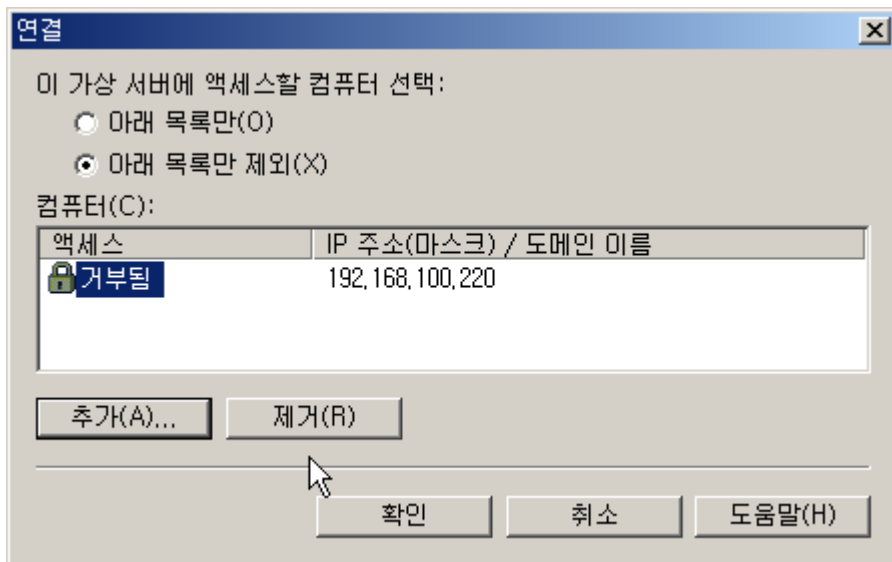 연결
이 가상 서버에 액세스할 컴퓨터 선택:
아래 목록만(O)
아래 목록만 제외(X)
컴퓨터(C):
액세스 IP 주소(마스크) / 도메인 이름
거부됨 192,168,100,220
추가(A)... 제거(R)
확인 취소 도움말(H)